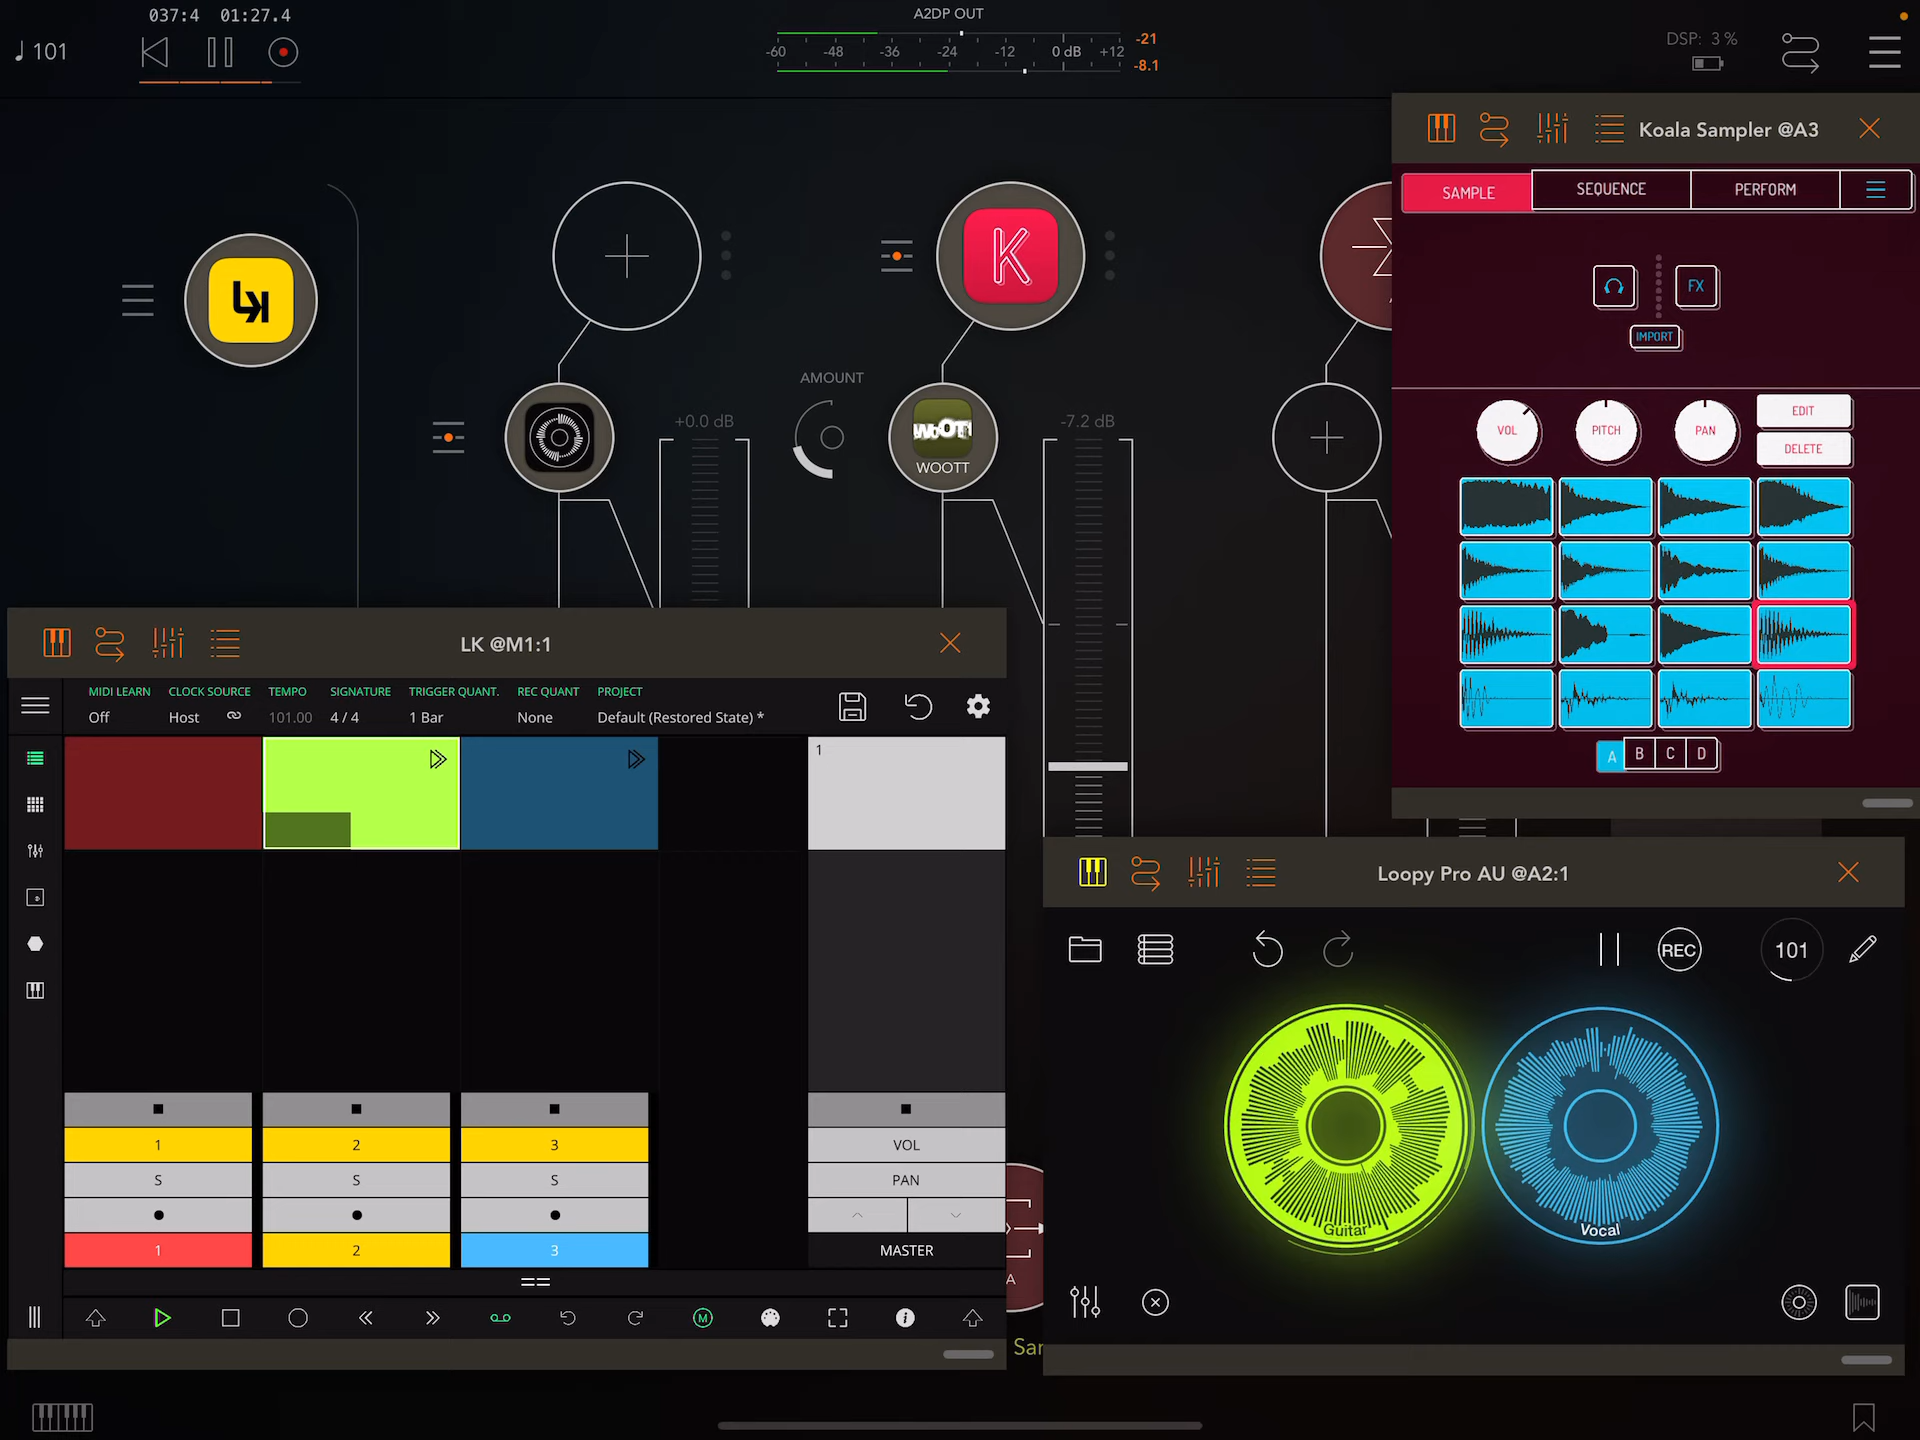 037:4 01:27.4
♩ 101
A2DP OUT
-60 -48 -36 -24 -12 0 dB +12
-21
-8.1
DSP: 3 %
Koala Sampler @A3
SAMPLE SEQUENCE PERFORM
FX
IMPORT
VOL PITCH PAN
EDIT
DELETE
A B C D
K
AMOUNT
+0.0 dB
WOOTT
WOOTT
-7.2 dB
LK @M1:1
MIDI LEARN CLOCK SOURCE TEMPO SIGNATURE TRIGGER QUANT. REC QUANT PROJECT
Off Host 101.00 4 / 4 1 Bar None Default (Restored State) *
1
1 2 3 VOL
S S S PAN
1 2 3 MASTER
M
A
Loopy Pro AU @A2:1
REC
101
Guitar
Vocal